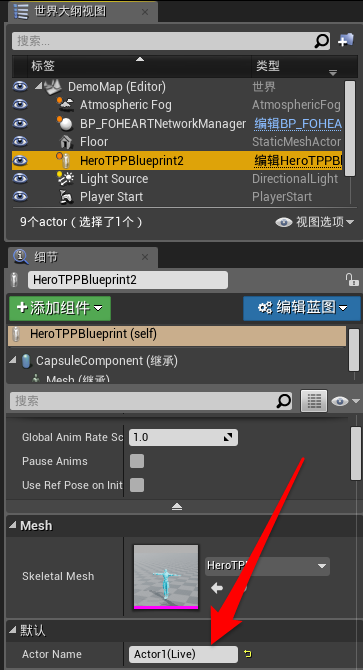 世界大纲视图
搜索...
标签 类型
DemoMap (Editor) 世界
Atmospheric Fog AtmosphericFog
BP_FOHEARTNetworkManager 编辑BP_FOHEA
Floor StaticMeshActor
HeroTPPBlueprint2 编辑HeroTPPBl
Light Source DirectionalLight
Player Start PlayerStart
9个actor（选择了1个） 视图选项
细节
HeroTPPBlueprint2
+添加组件 编辑蓝图
HeroTPPBlueprint (self)
CapsuleComponent (继承)
Mesh (继承)
搜索
Global Anim Rate Sc 1.0
Pause Anims
Use Ref Pose on Init
Mesh
Skeletal Mesh HeroTP
默认
Actor Name Actor1(Live)